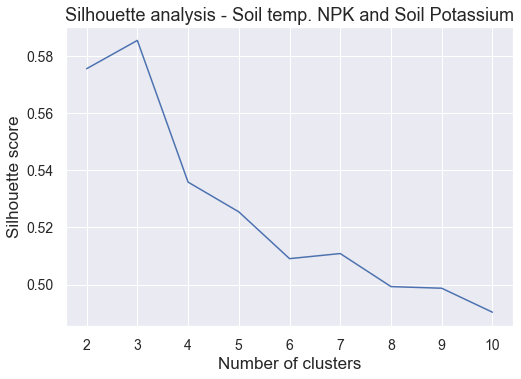 Silhouette analysis - Soil temp. NPK and Soil Potassium
0.58
0.56
0.54
0.52
0.50
Silhouette score
2 3 4 5 6 7 8 9 10
Number of clusters